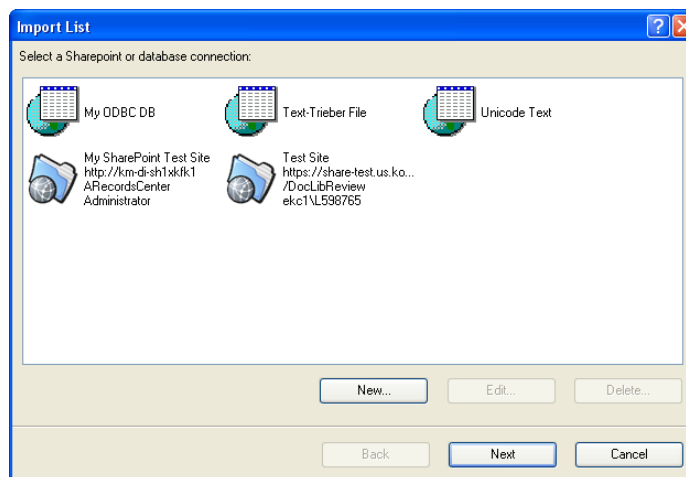 Import List
Select a Sharepoint or database connection:
My ODBC DB
Text-Trieber File
Unicode Text
My SharePoint Test Site
http://km-di-sh1xkfk1
ARecordsCenter
Administrator
Test Site
https://share-test.us.ko...
/DocLibReview
ekc1\L598765
New...
Edit...
Delete...
Back
Next
Cancel